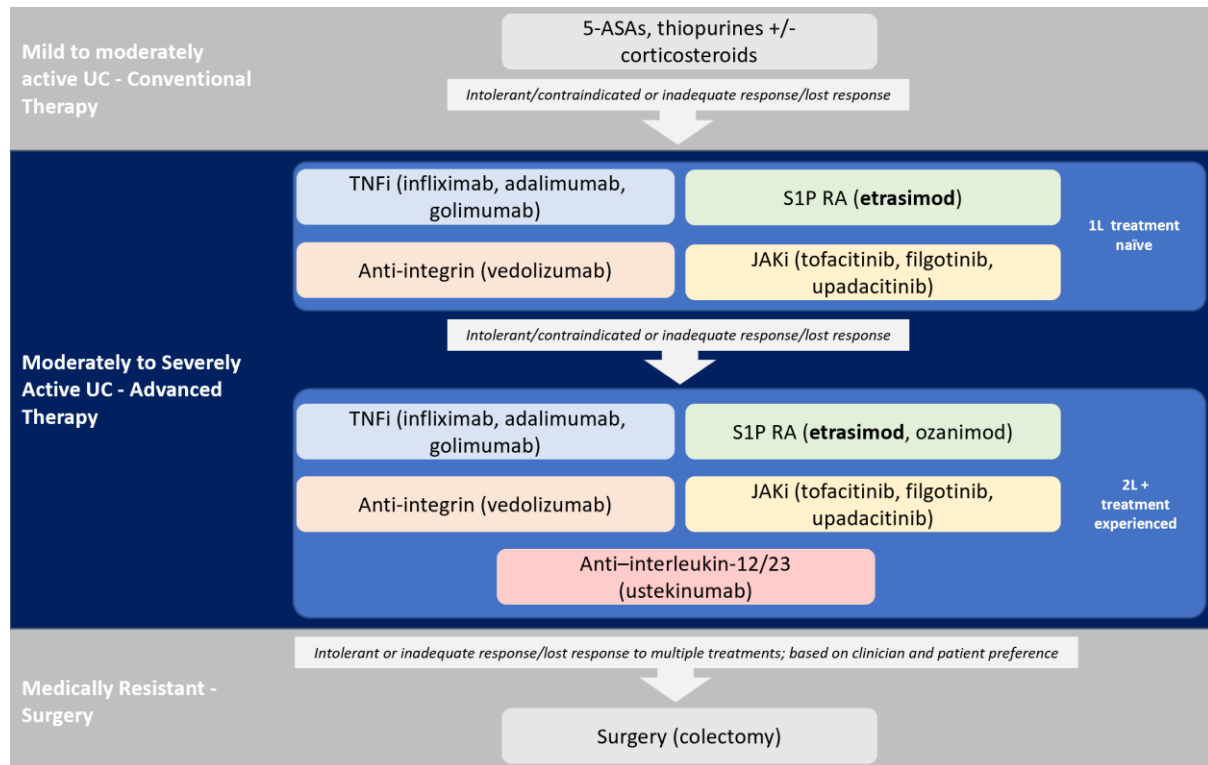 Mild to moderately
active UC - Conventional
Therapy
5-ASAs, thiopurines +/-
corticosteroids
Intolerant/contraindicated or inadequate response/lost response
Moderately to Severely
Active UC - Advanced
Therapy
TNFi (infliximab, adalimumab,
golimumab)
S1P RA (etrasimod)
Anti-integrin (vedolizumab)
JAKi (tofacitinib, filgotinib,
upadacitinib)
1L treatment
naïve
Intolerant/contraindicated or inadequate response/lost response
TNFi (infliximab, adalimumab,
golimumab)
S1P RA (etrasimod, ozanimod)
Anti-integrin (vedolizumab)
JAKi (tofacitinib, filgotinib,
upadacitinib)
Anti–interleukin-12/23
(ustekinumab)
2L +
treatment
experienced
Medically Resistant -
Surgery
Intolerant or inadequate response/lost response to multiple treatments; based on clinician and patient preference
Surgery (colectomy)